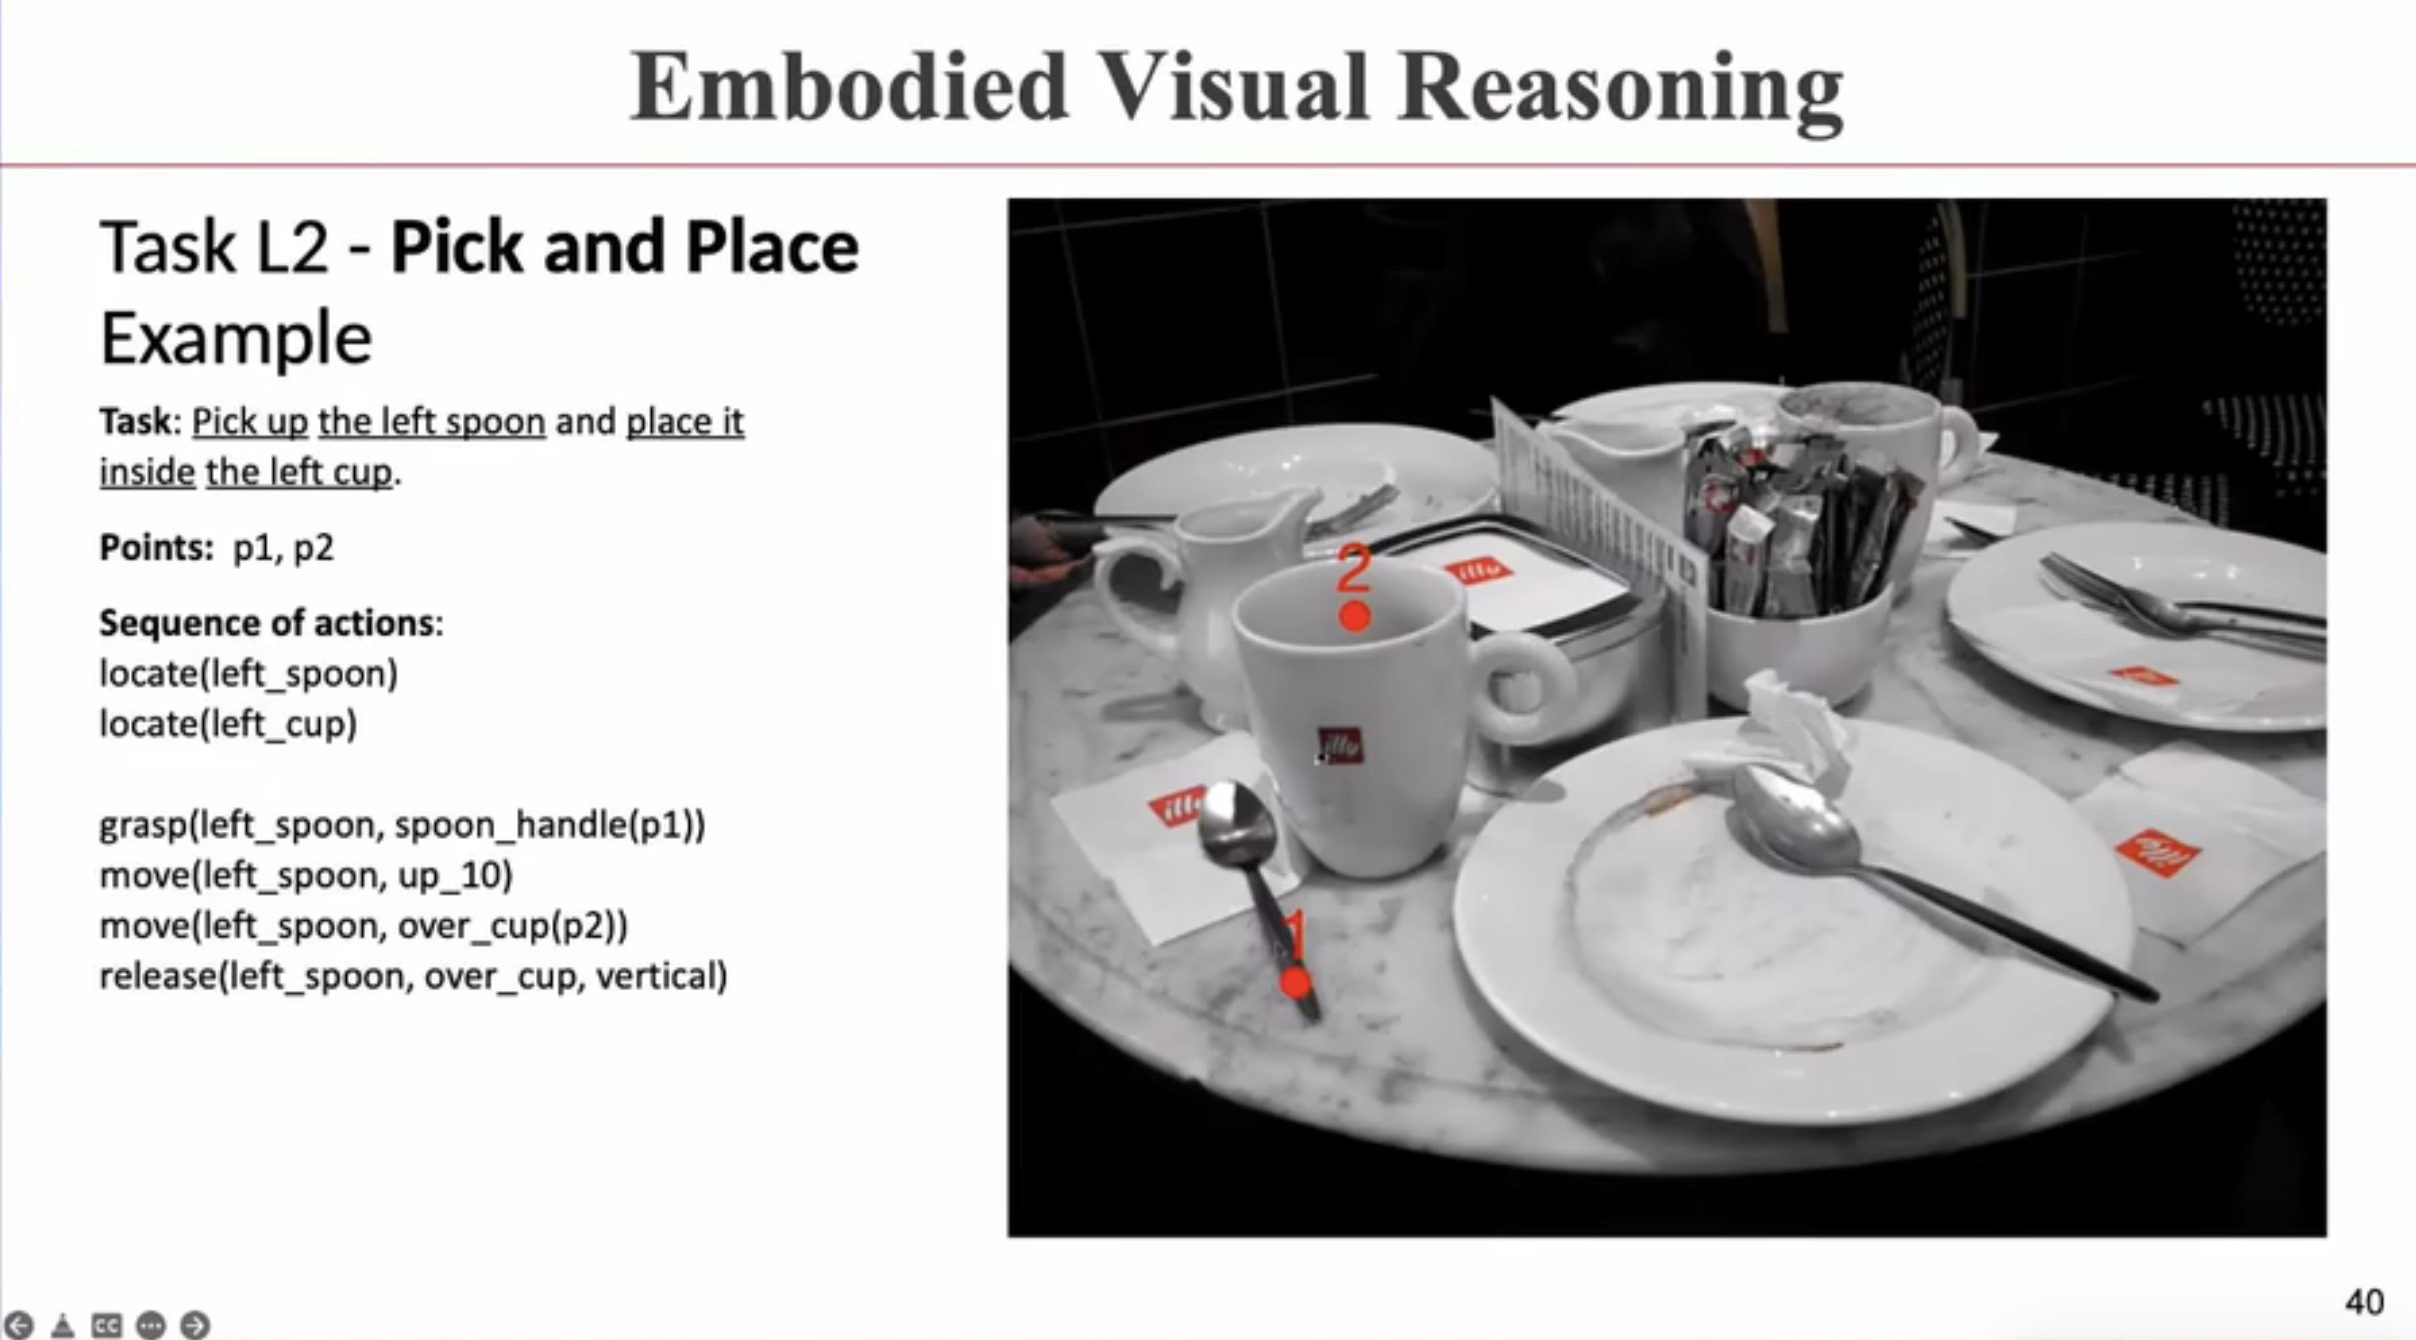 Embodied Visual Reasoning
Task L2 - Pick and Place
Example
Task: Pick up the left spoon and place it
inside the left cup.
Points: p1, p2
Sequence of actions:
locate(left_spoon)
locate(left_cup)
grasp(left_spoon, spoon_handle(p1))
move(left_spoon, up_10)
move(left_spoon, over_cup(p2))
release(left_spoon, over_cup, vertical)
2
illy
illy
illy
1
illy
40
CC